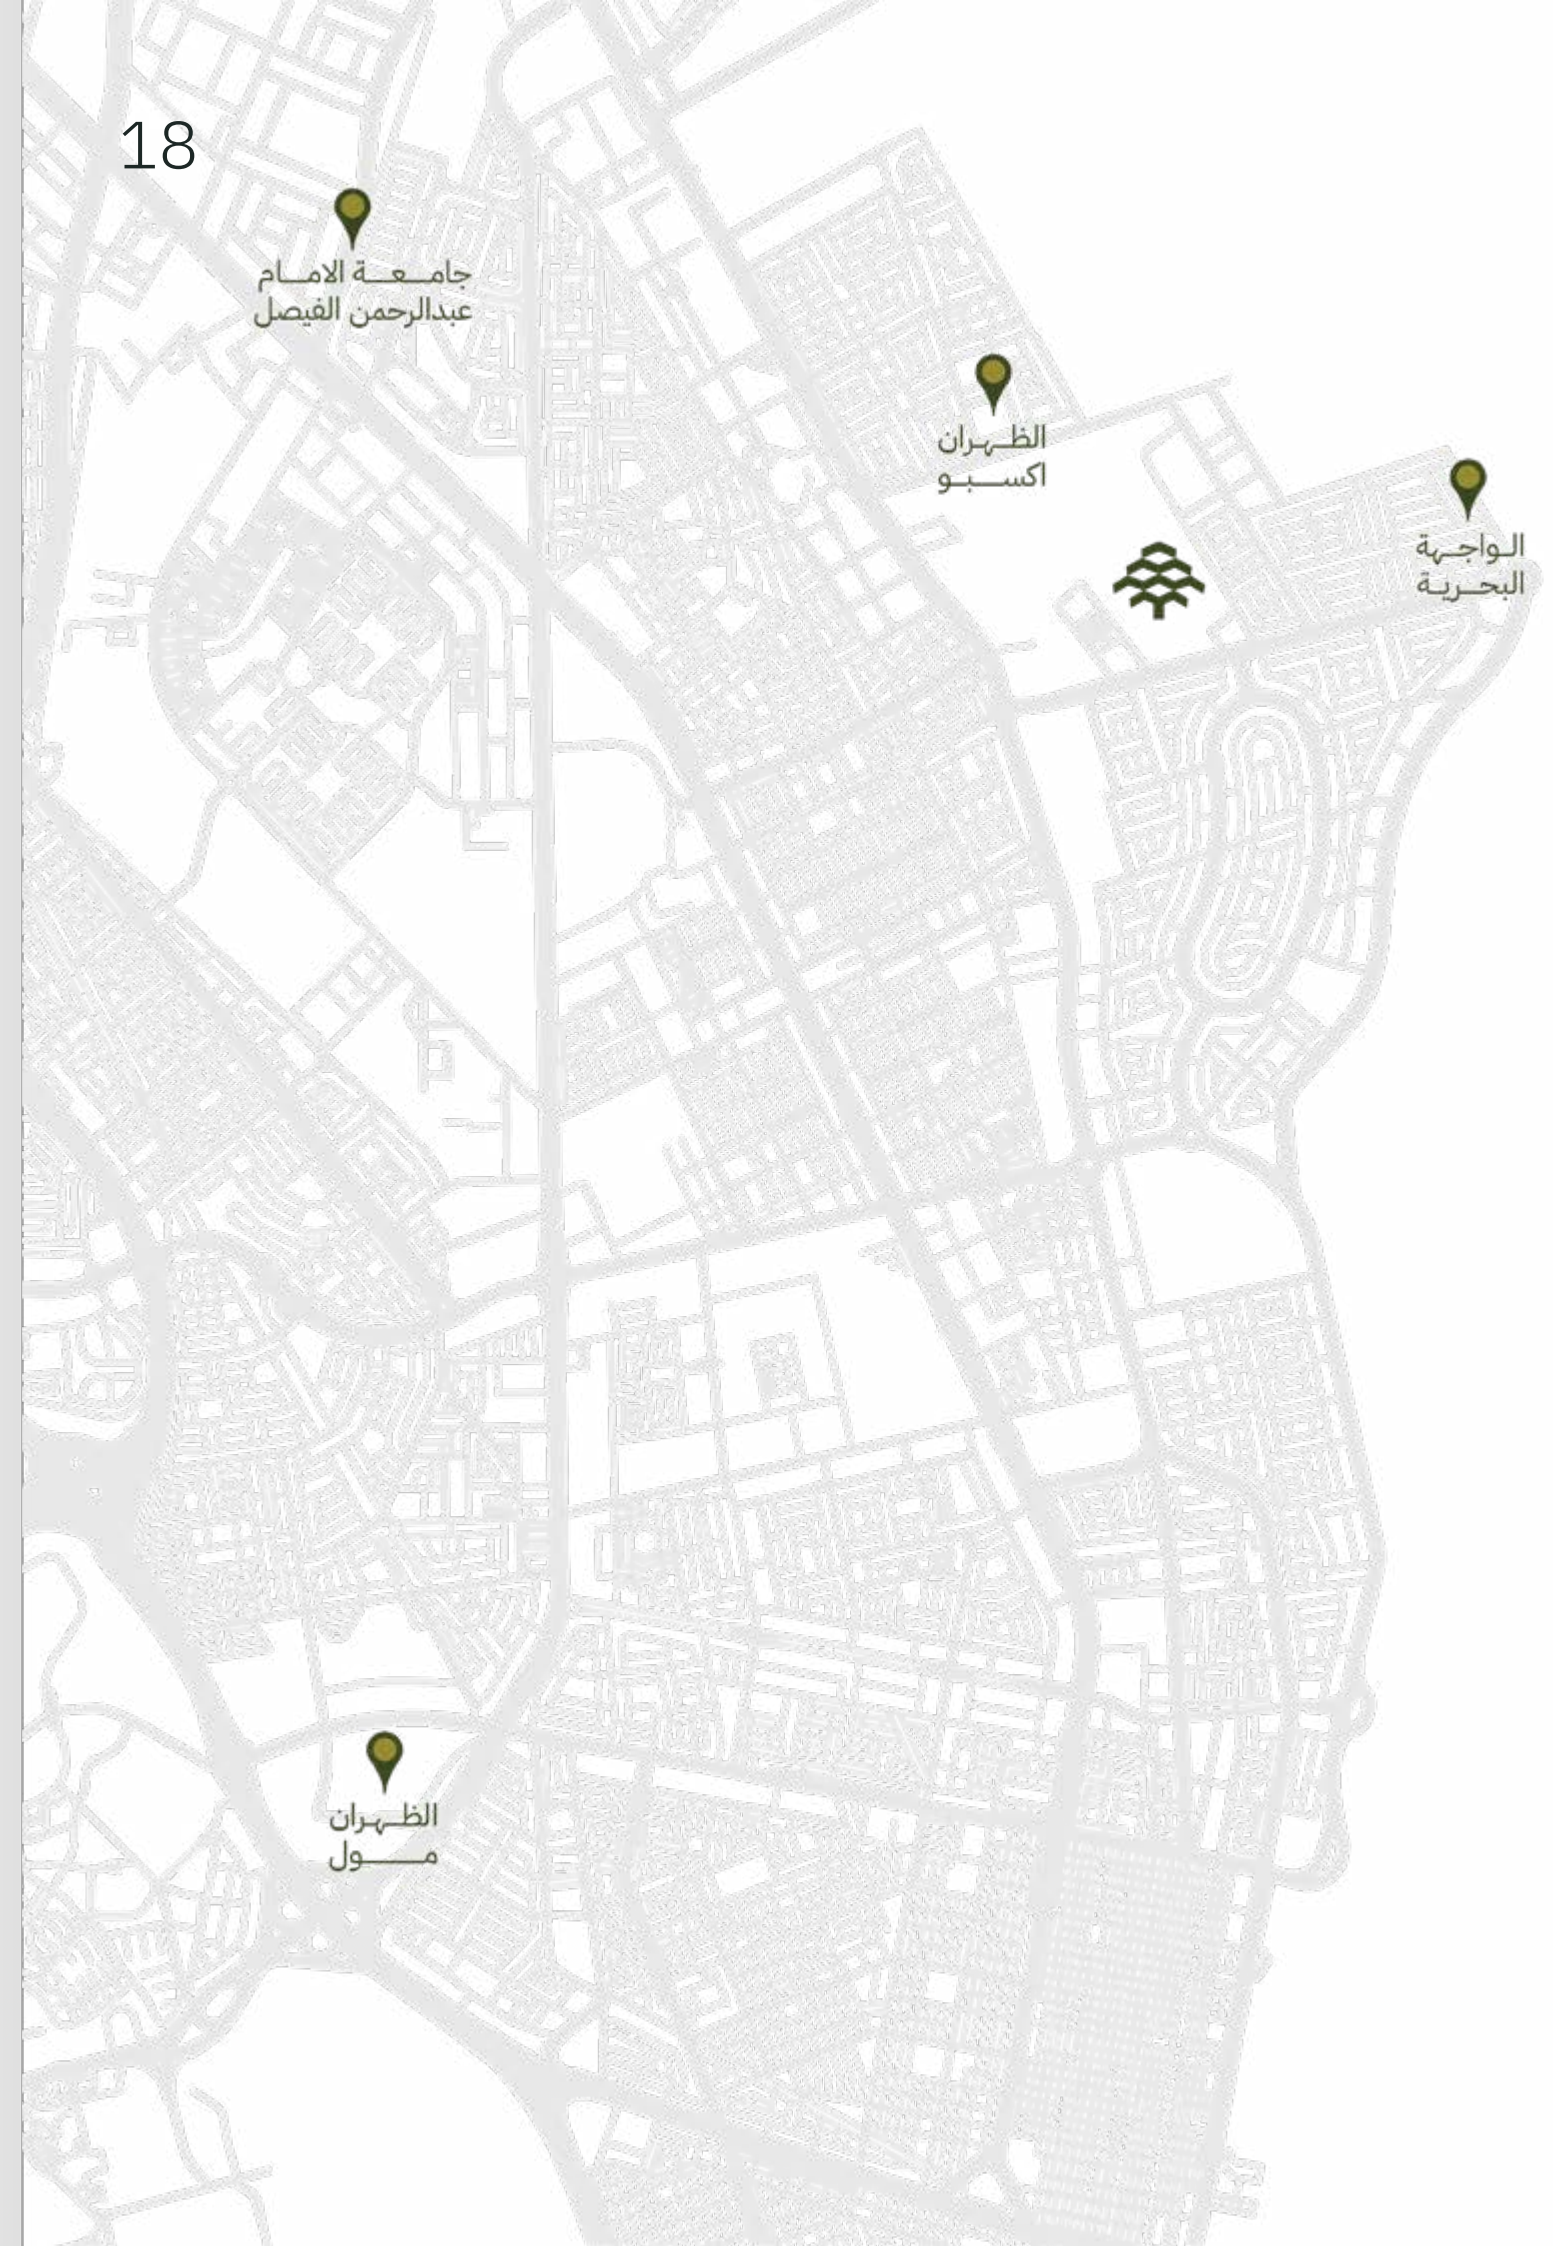 18
جامعة الامام
عبدالرحمن الفيصل
الظهران
اكسبو
الواجهة
البحرية
الظهران
مول